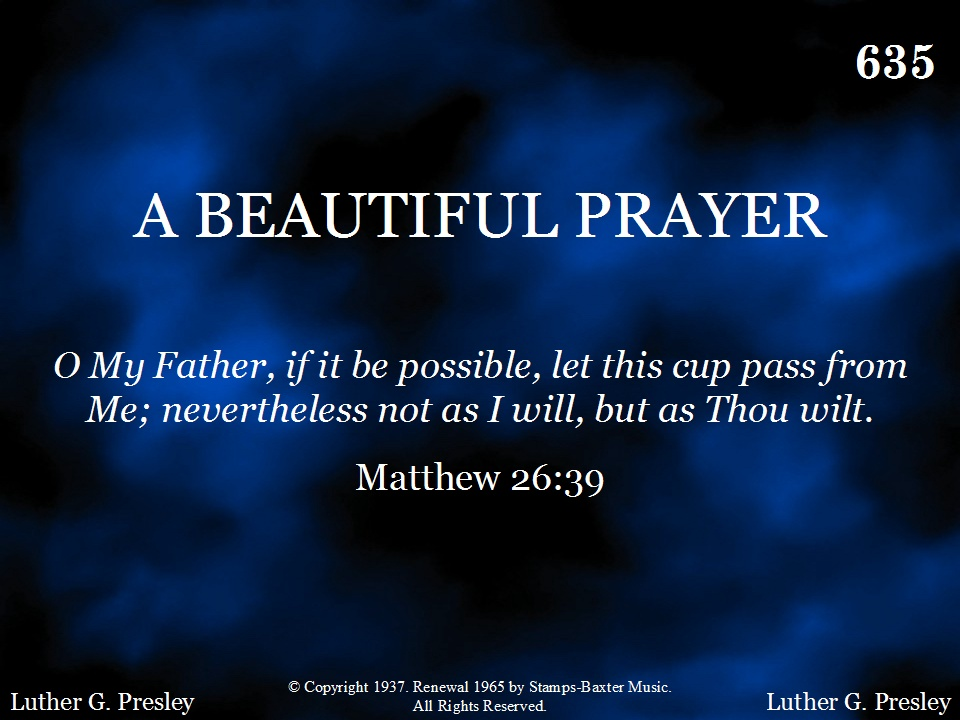 635
A BEAUTIFUL PRAYER
O My Father, if it be possible, let this cup pass from
Me; nevertheless not as I will, but as Thou wilt.
Matthew 26:39
Luther G. Presley
© Copyright 1937. Renewal 1965 by Stamps-Baxter Music.
All Rights Reserved.
Luther G. Presley